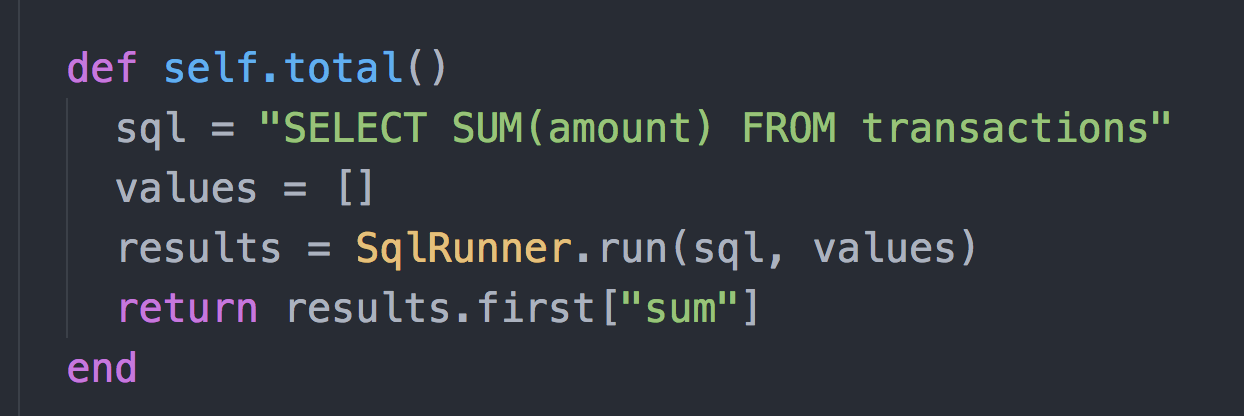 def self.total()
  sql = "SELECT SUM(amount) FROM transactions"
  values = []
  results = SqlRunner.run(sql, values)
  return results.first["sum"]
end